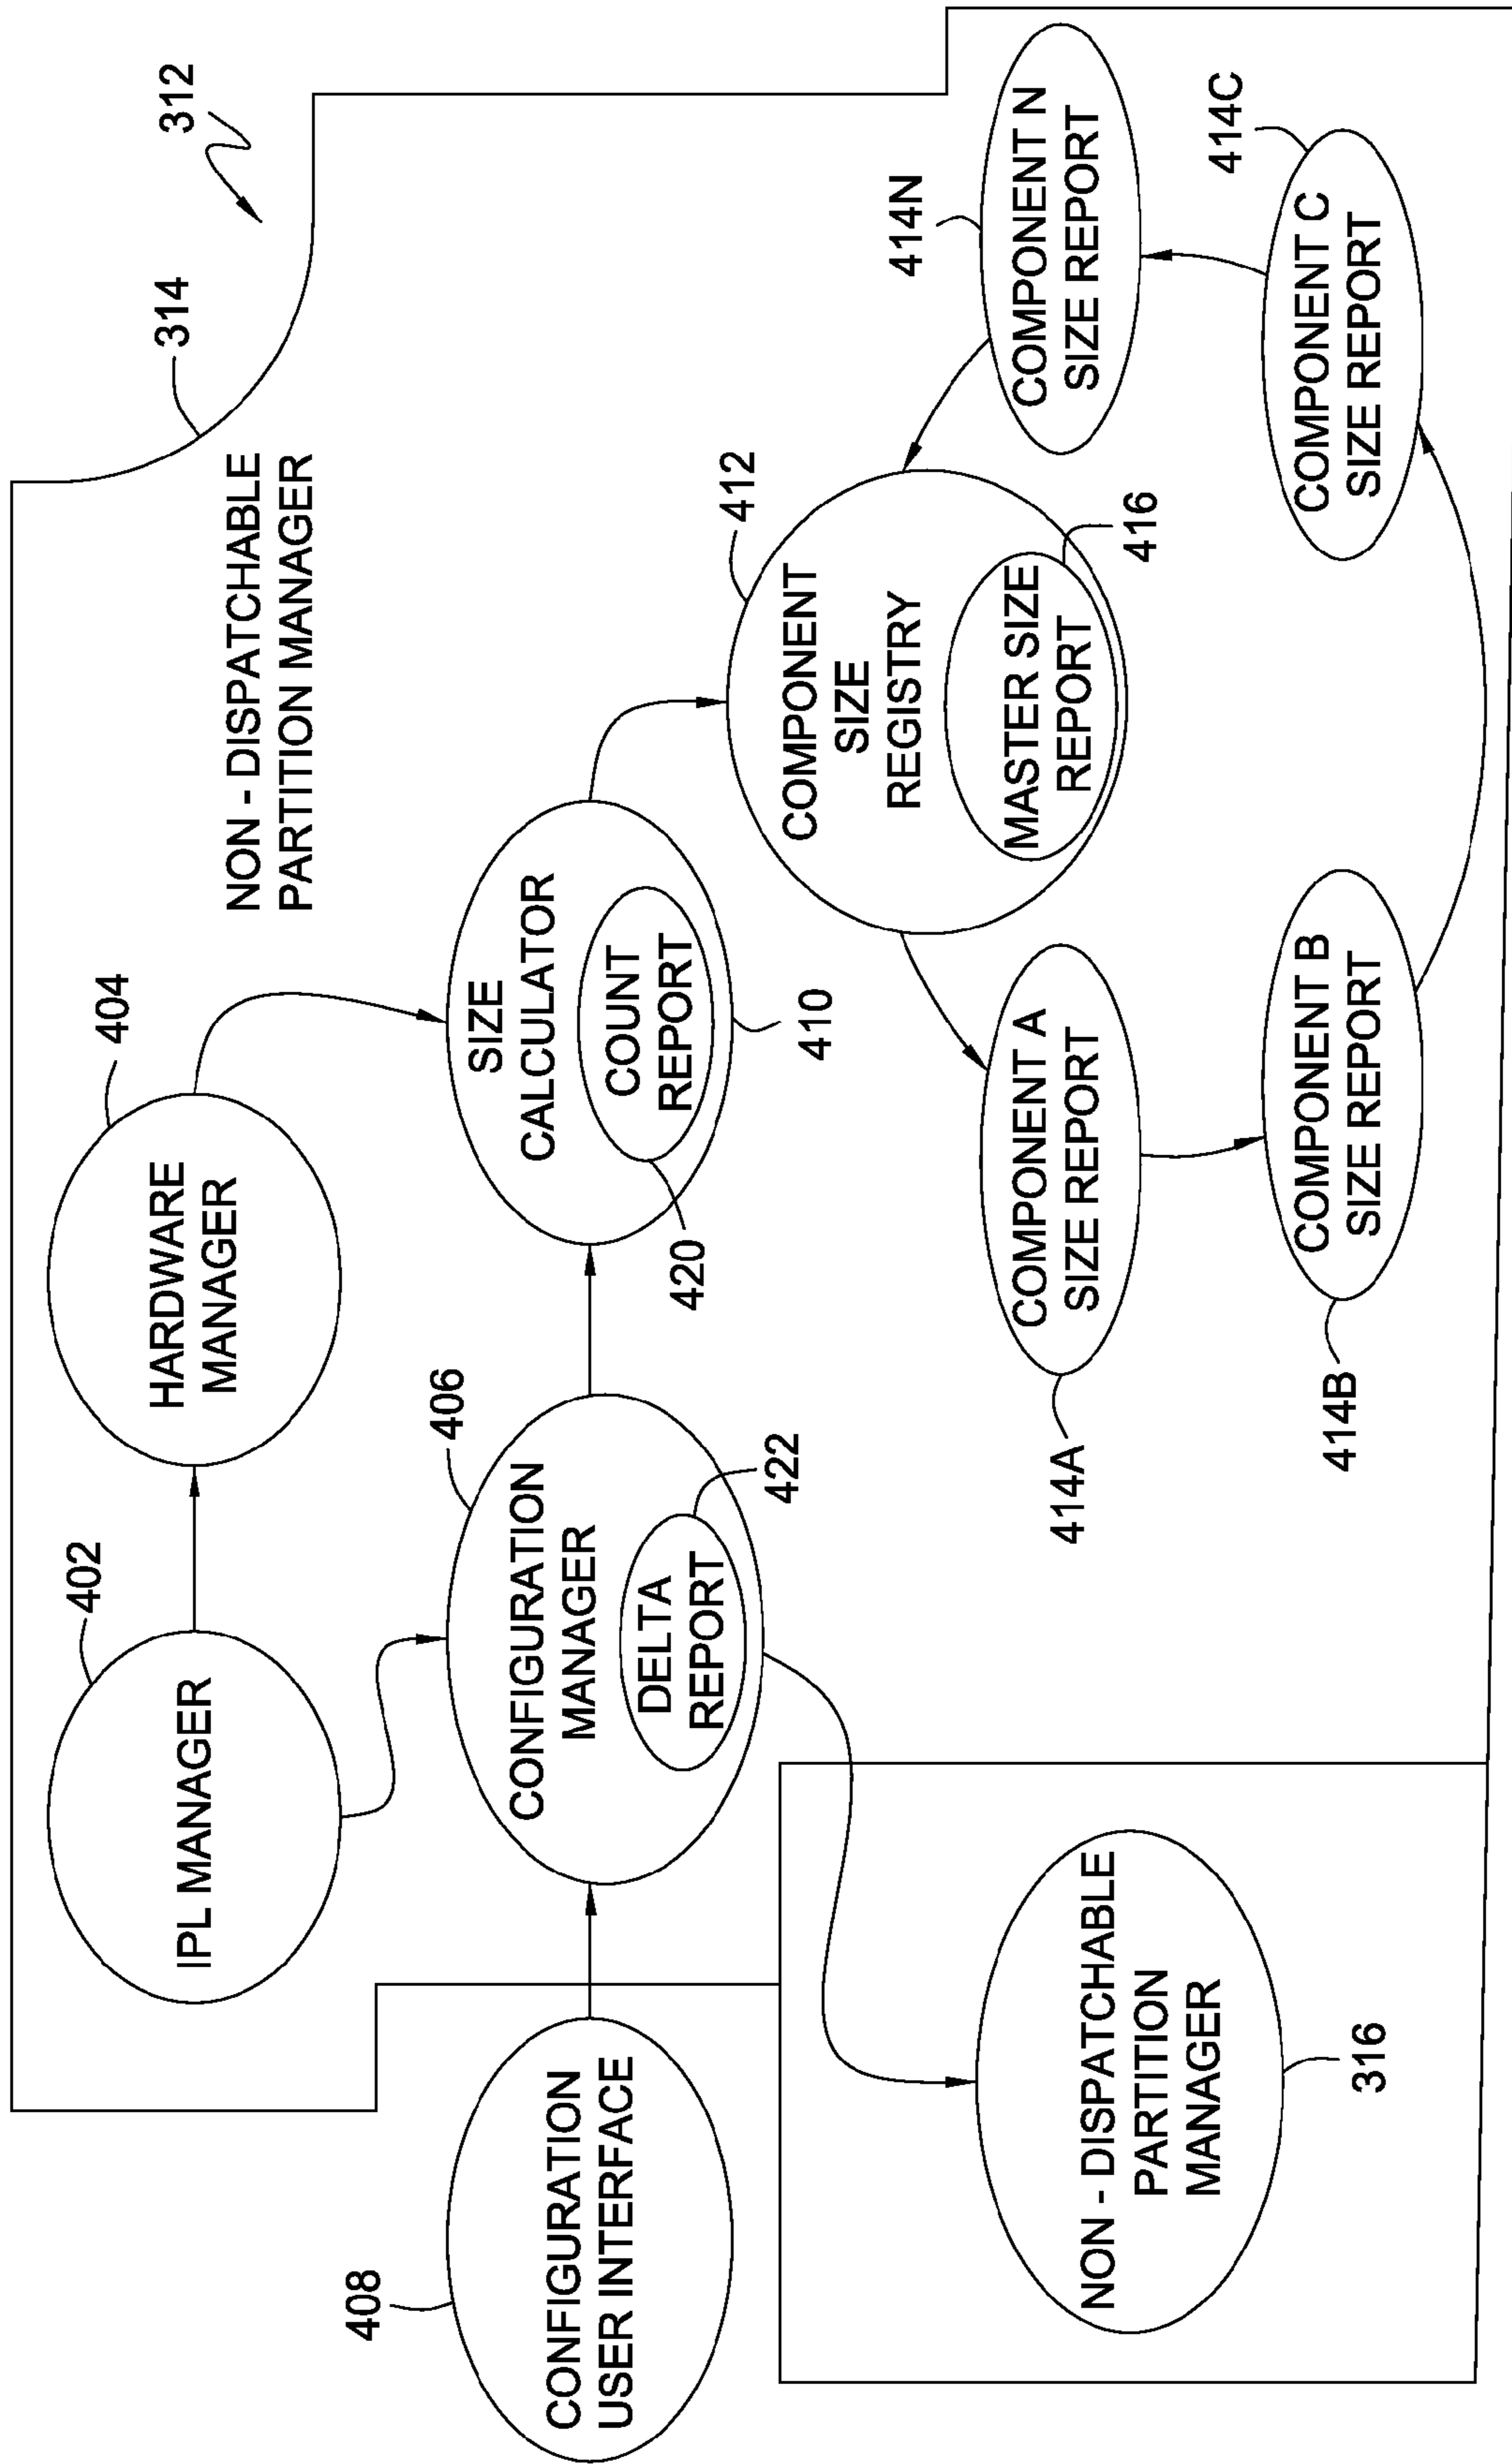 312
314
NON - DISPATCHABLE
PARTITION MANAGER
402
IPL MANAGER
404
HARDWARE
MANAGER
408
CONFIGURATION
USER INTERFACE
406
CONFIGURATION
MANAGER
DELTA
REPORT
422
SIZE
CALCULATOR
COUNT
REPORT
420
410
412
COMPONENT
SIZE
REGISTRY
MASTER SIZE
REPORT
416
NON - DISPATCHABLE
PARTITION
MANAGER
316
414A
COMPONENT A
SIZE REPORT
414B
COMPONENT B
SIZE REPORT
414C
COMPONENT C
SIZE REPORT
414N
COMPONENT N
SIZE REPORT